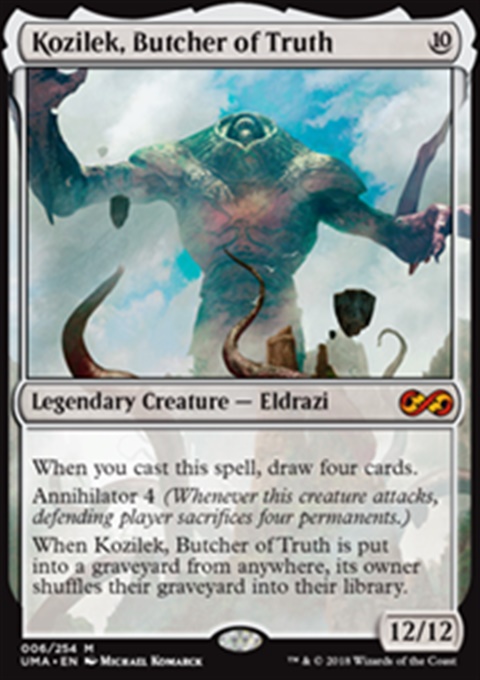 Kozilek, Butcher of Truth 10
Legendary Creature — Eldrazi
When you cast this spell, draw four cards.
Annihilator 4 (Whenever this creature attacks,
defending player sacrifices four permanents.)
When Kozilek, Butcher of Truth is put
into a graveyard from anywhere, its owner
shuffles their graveyard into their library.
12/12
006/254 M
UMA • EN Michael Komarck
™ & © 2018 Wizards of the Coast